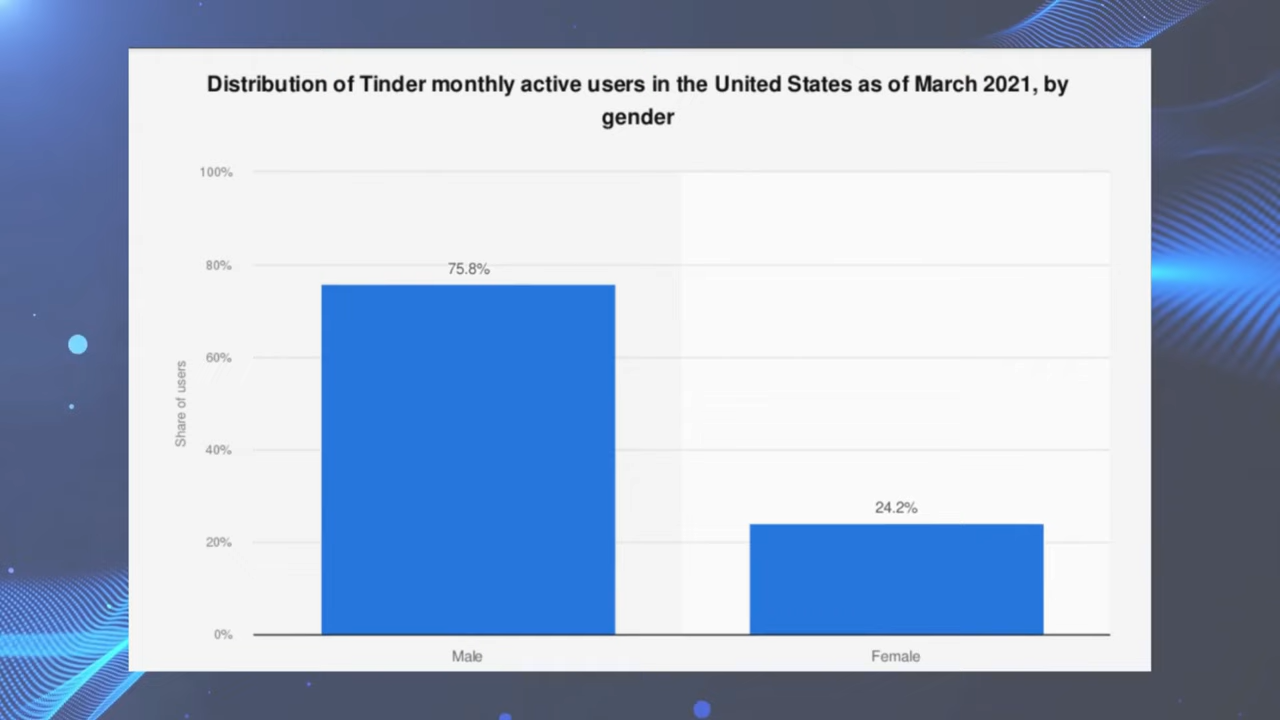 Distribution of Tinder monthly active users in the United States as of March 2021, by
gender
100%
80%
60%
40%
20%
0%
Share of users
75.8%
24.2%
Male
Female